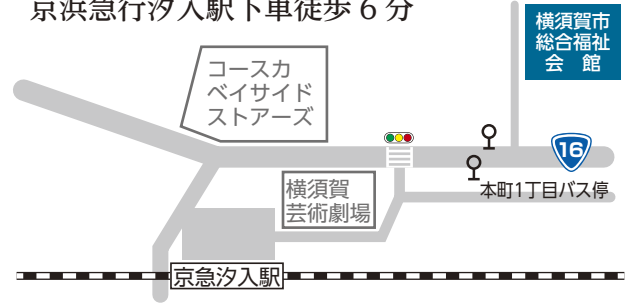 京浜急行汐入駅下車徒歩６分
横須賀市
総合福祉
会　館
コースカ
ベイサイド
ストアーズ
16
本町1丁目バス停
横須賀
芸術劇場
京急汐入駅